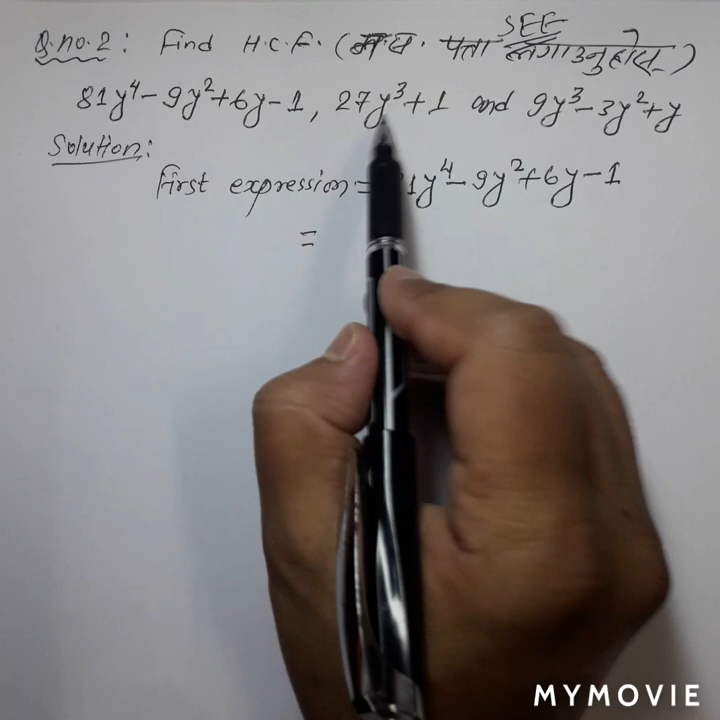 SEE
Q.no.2: Find H.C.F. (म.स. पता लगाउनुहोस्)
81y⁴-9y²+6y-1, 27y³+1 and 9y³-3y²+y
Solution:
First expression = 1y⁴-9y²+6y-1
=
MYMOVIE